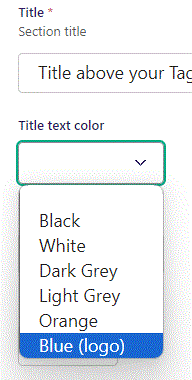 Title *
Section title
Title above your Tag
Title text color
Black
White
Dark Grey
Light Grey
Orange
Blue (logo)